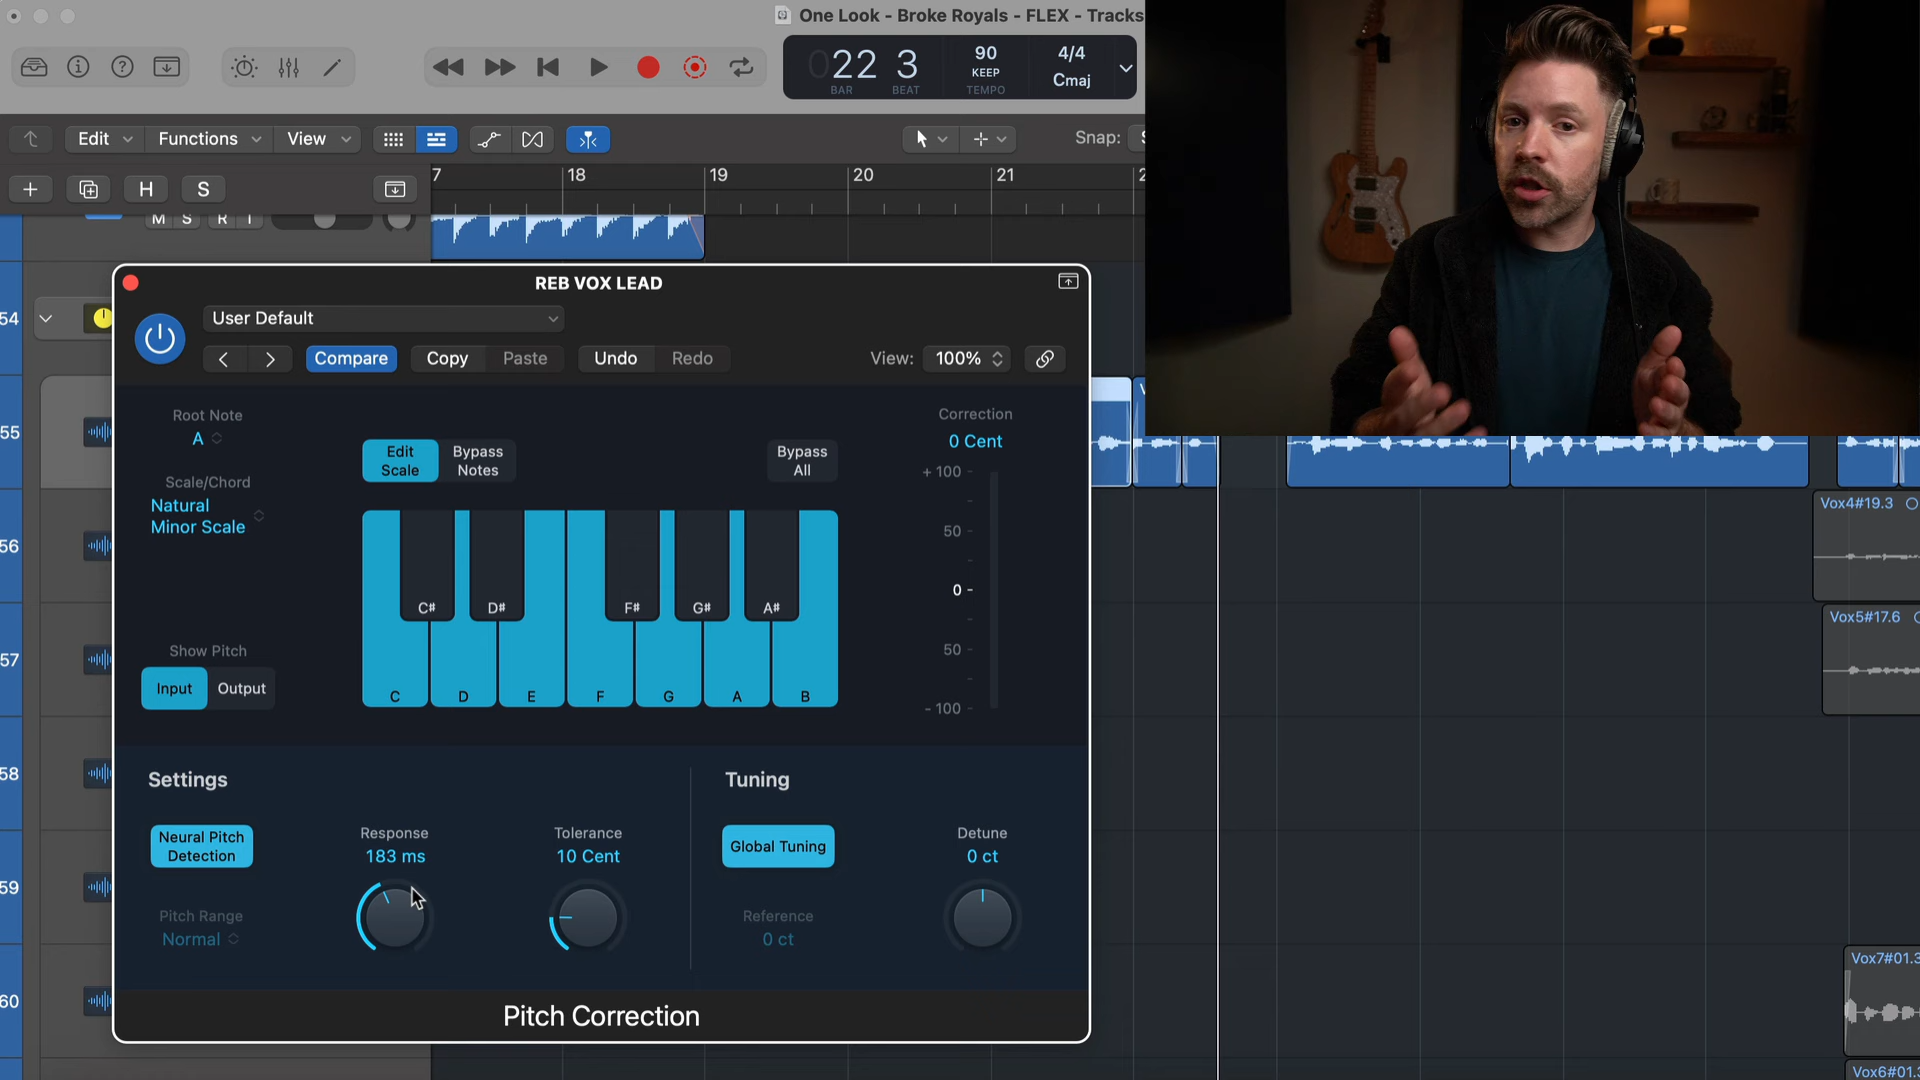 One Look - Broke Royals - FLEX - Tracks
022 3
BAR BEAT
90
KEEP
TEMPO
4/4
Cmaj
Edit Functions View
Snap:
H S
7 18 19 20 21 2
M S R I
REB VOX LEAD
User Default
Compare Copy Paste Undo Redo View: 100%
Root Note
A
Scale/Chord
Natural
Minor Scale
Edit
Scale
Bypass
Notes
Bypass
All
Correction
0 Cent
+ 100 -
50 -
0 -
50 -
- 100 -
C# D# F# G# A#
C D E F G A B
Show Pitch
Input Output
Settings
Neural Pitch
Detection
Pitch Range
Normal
Response
183 ms
Tolerance
10 Cent
Tuning
Global Tuning
Reference
0 ct
Detune
0 ct
Pitch Correction
54
55
56
57
58
59
60
Vox4#19.3
Vox5#17.6
Vox7#01.3
Vox6#01.